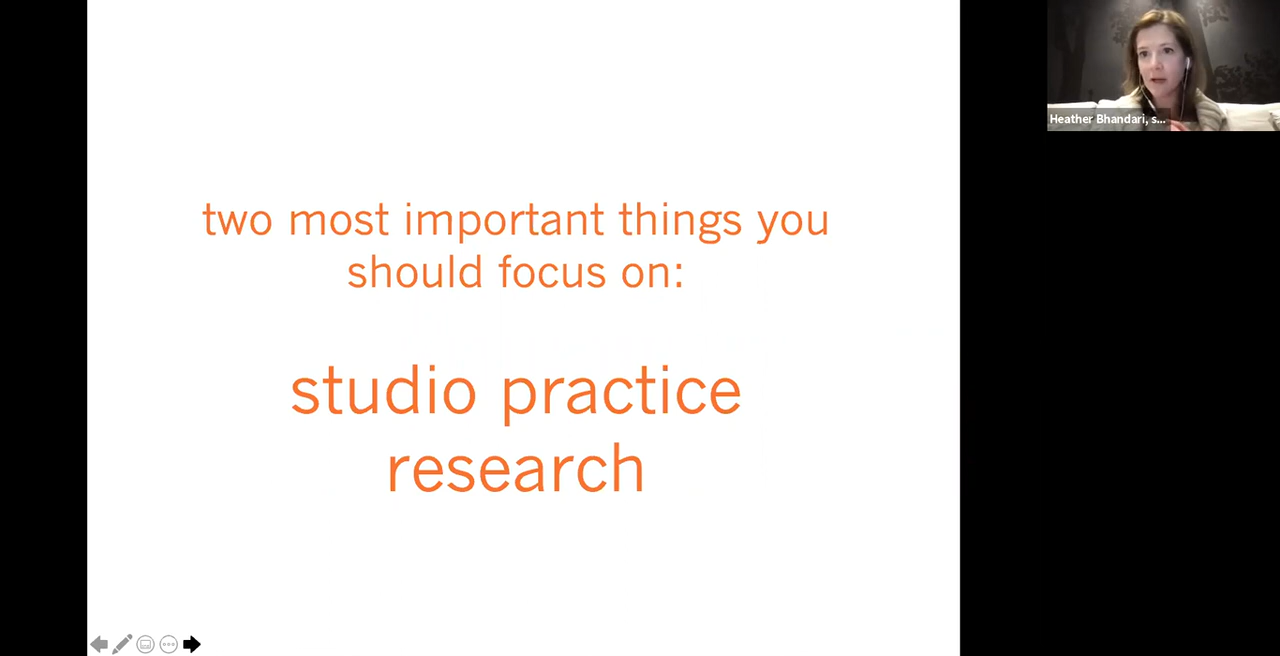 Heather Bhandari, s...
two most important things you
should focus on:
studio practice
research